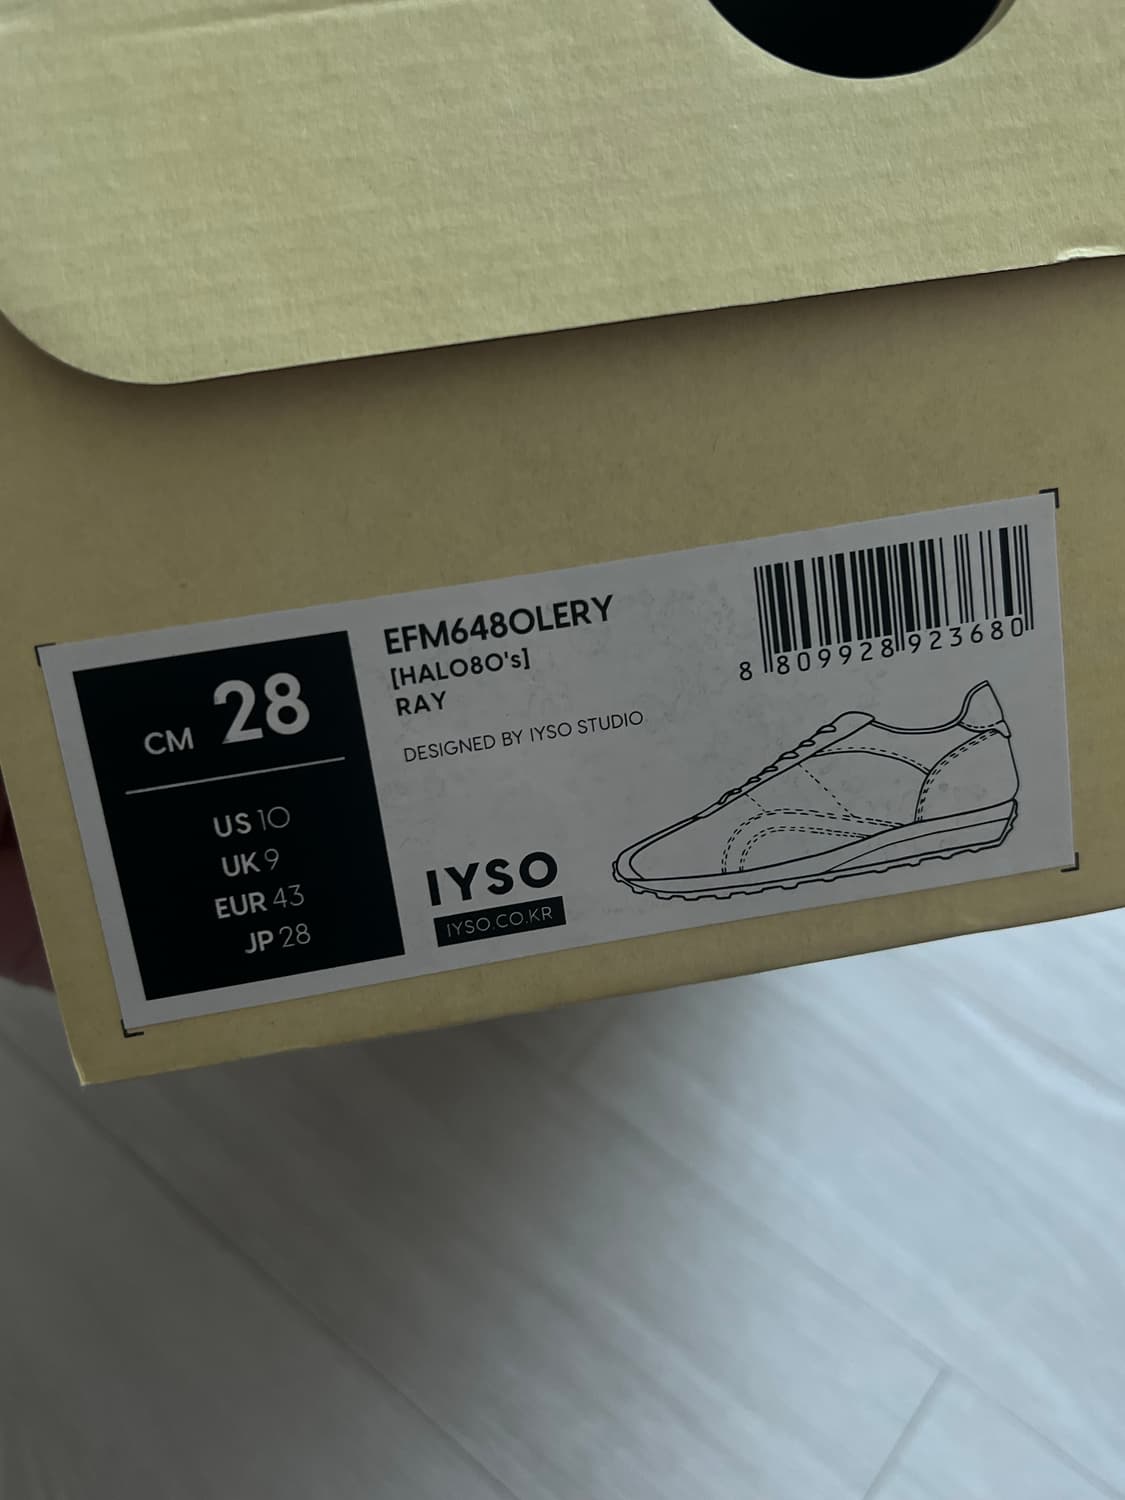 CM 28
US 10
UK 9
EUR 43
JP 28
EFM6480LERY
[HALO80's]
RAY
DESIGNED BY IYSO STUDIO
IYSO
IYSO.CO.KR
8 809928 923680